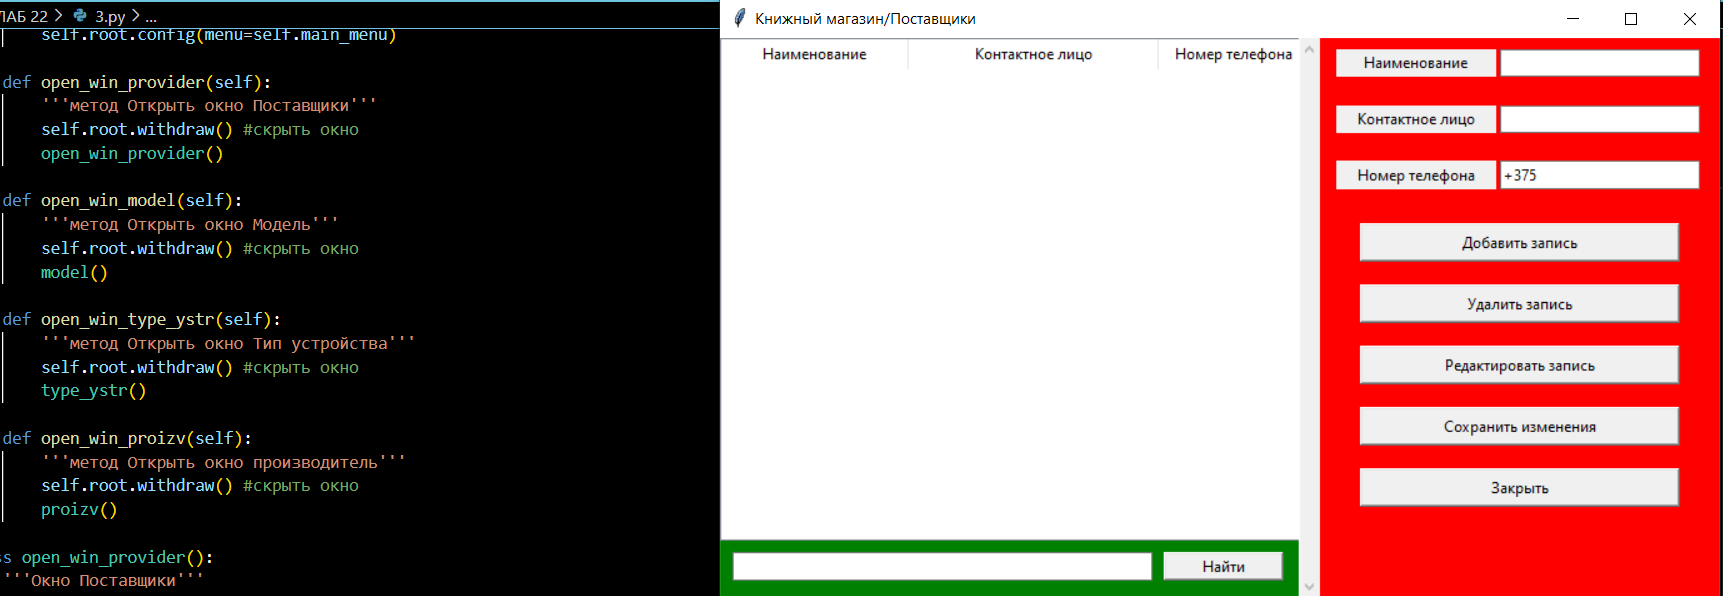 ЛАБ 22 > 3.py > ...
self.root.config(menu=self.main_menu)
def open_win_provider(self):
'''метод Открыть окно Поставщики'''
self.root.withdraw() #скрыть окно
open_win_provider()
def open_win_model(self):
'''метод Открыть окно Модель'''
self.root.withdraw() #скрыть окно
model()
def open_win_type_ystr(self):
'''метод Открыть окно Тип устройства'''
self.root.withdraw() #скрыть окно
type_ystr()
def open_win_proizv(self):
'''метод Открыть окно производитель'''
self.root.withdraw() #скрыть окно
proizv()
ss open_win_provider():
'''Окно Поставщики'''
Книжный магазин/Поставщики
Наименование Контактное лицо Номер телефона
Найти
Наименование
Контактное лицо
Номер телефона +375
Добавить запись
Удалить запись
Редактировать запись
Сохранить изменения
Закрыть